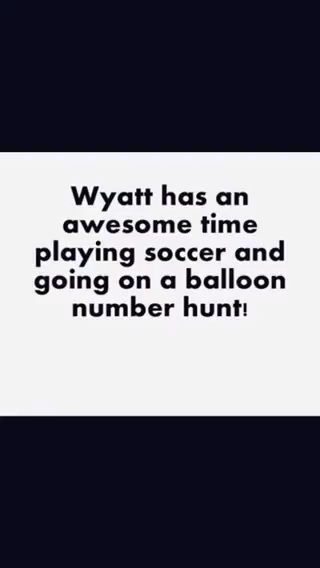 Wyatt has an
awesome time
playing soccer and
going on a balloon
number hunt!